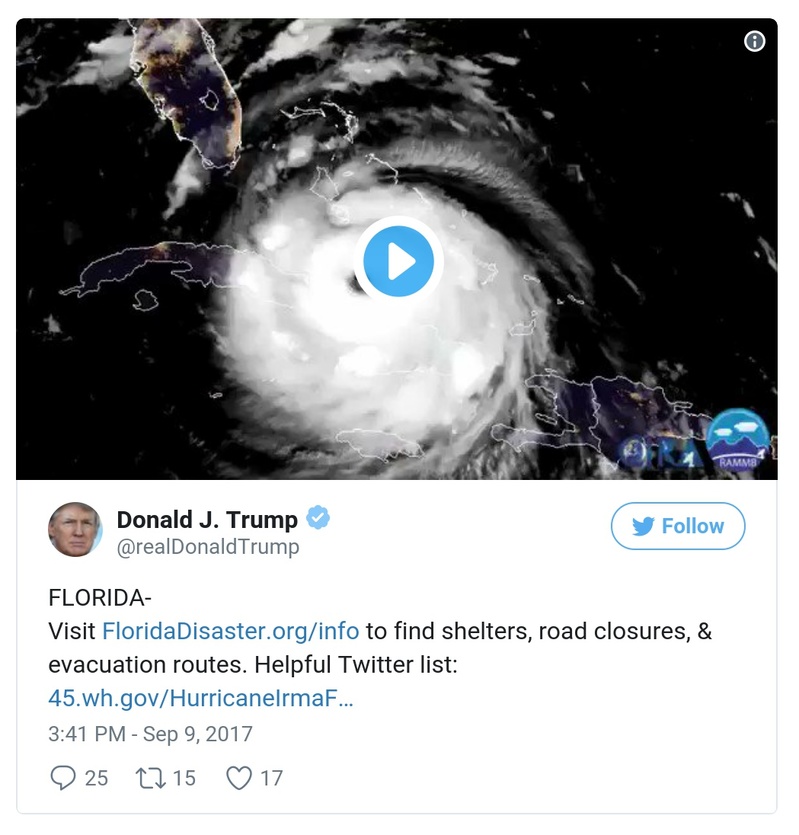 RAMMB
Donald J. Trump
@realDonaldTrump
Follow
FLORIDA-
Visit FloridaDisaster.org/info to find shelters, road closures, &
evacuation routes. Helpful Twitter list:
45.wh.gov/HurricaneIrmaF…
3:41 PM - Sep 9, 2017
25 15 17